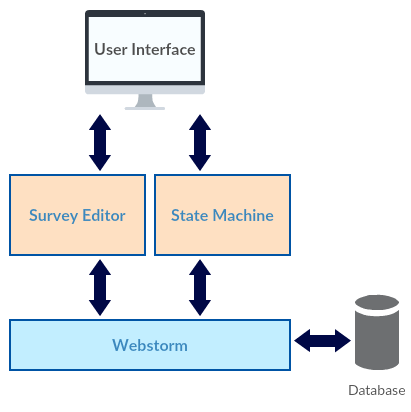 User Interface
Survey Editor
State Machine
Webstorm
Database